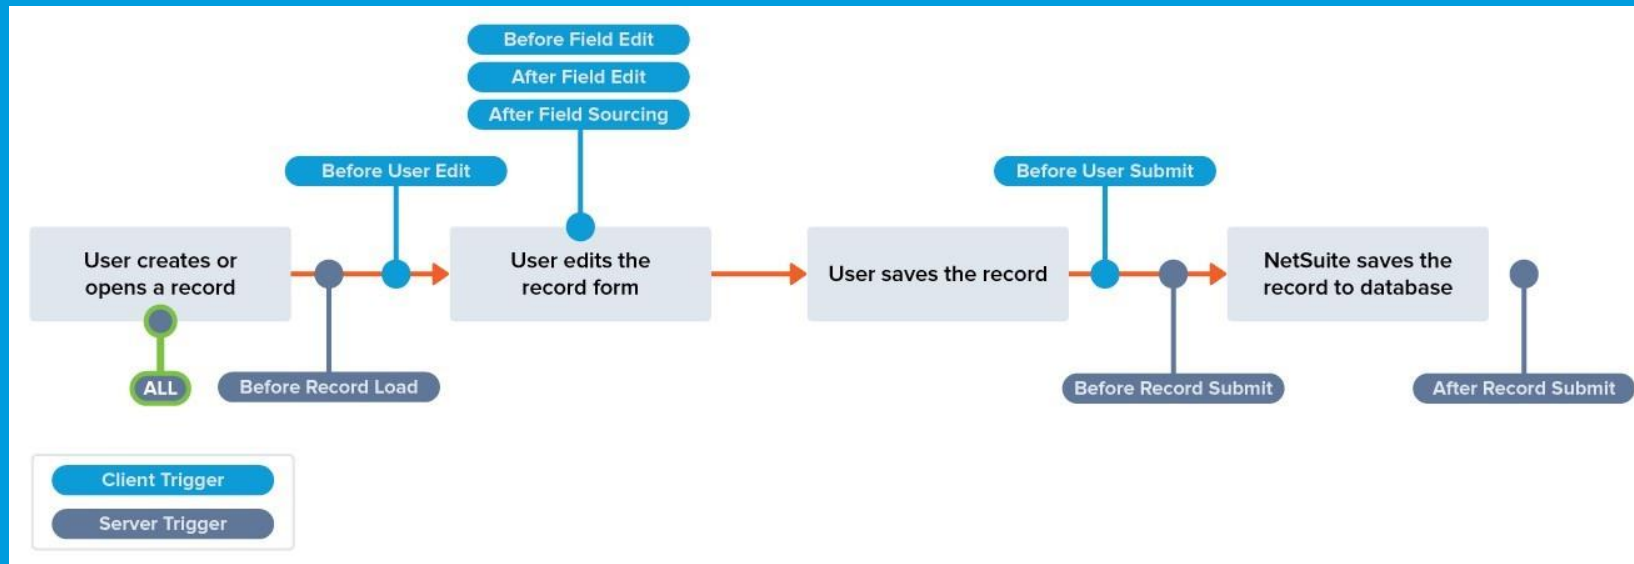 Before Field Edit
After Field Edit
After Field Sourcing
Before User Edit
Before User Submit
User creates or
opens a record
User edits the
record form
User saves the record
NetSuite saves the
record to database
ALL
Before Record Load
Before Record Submit
After Record Submit
Client Trigger
Server Trigger